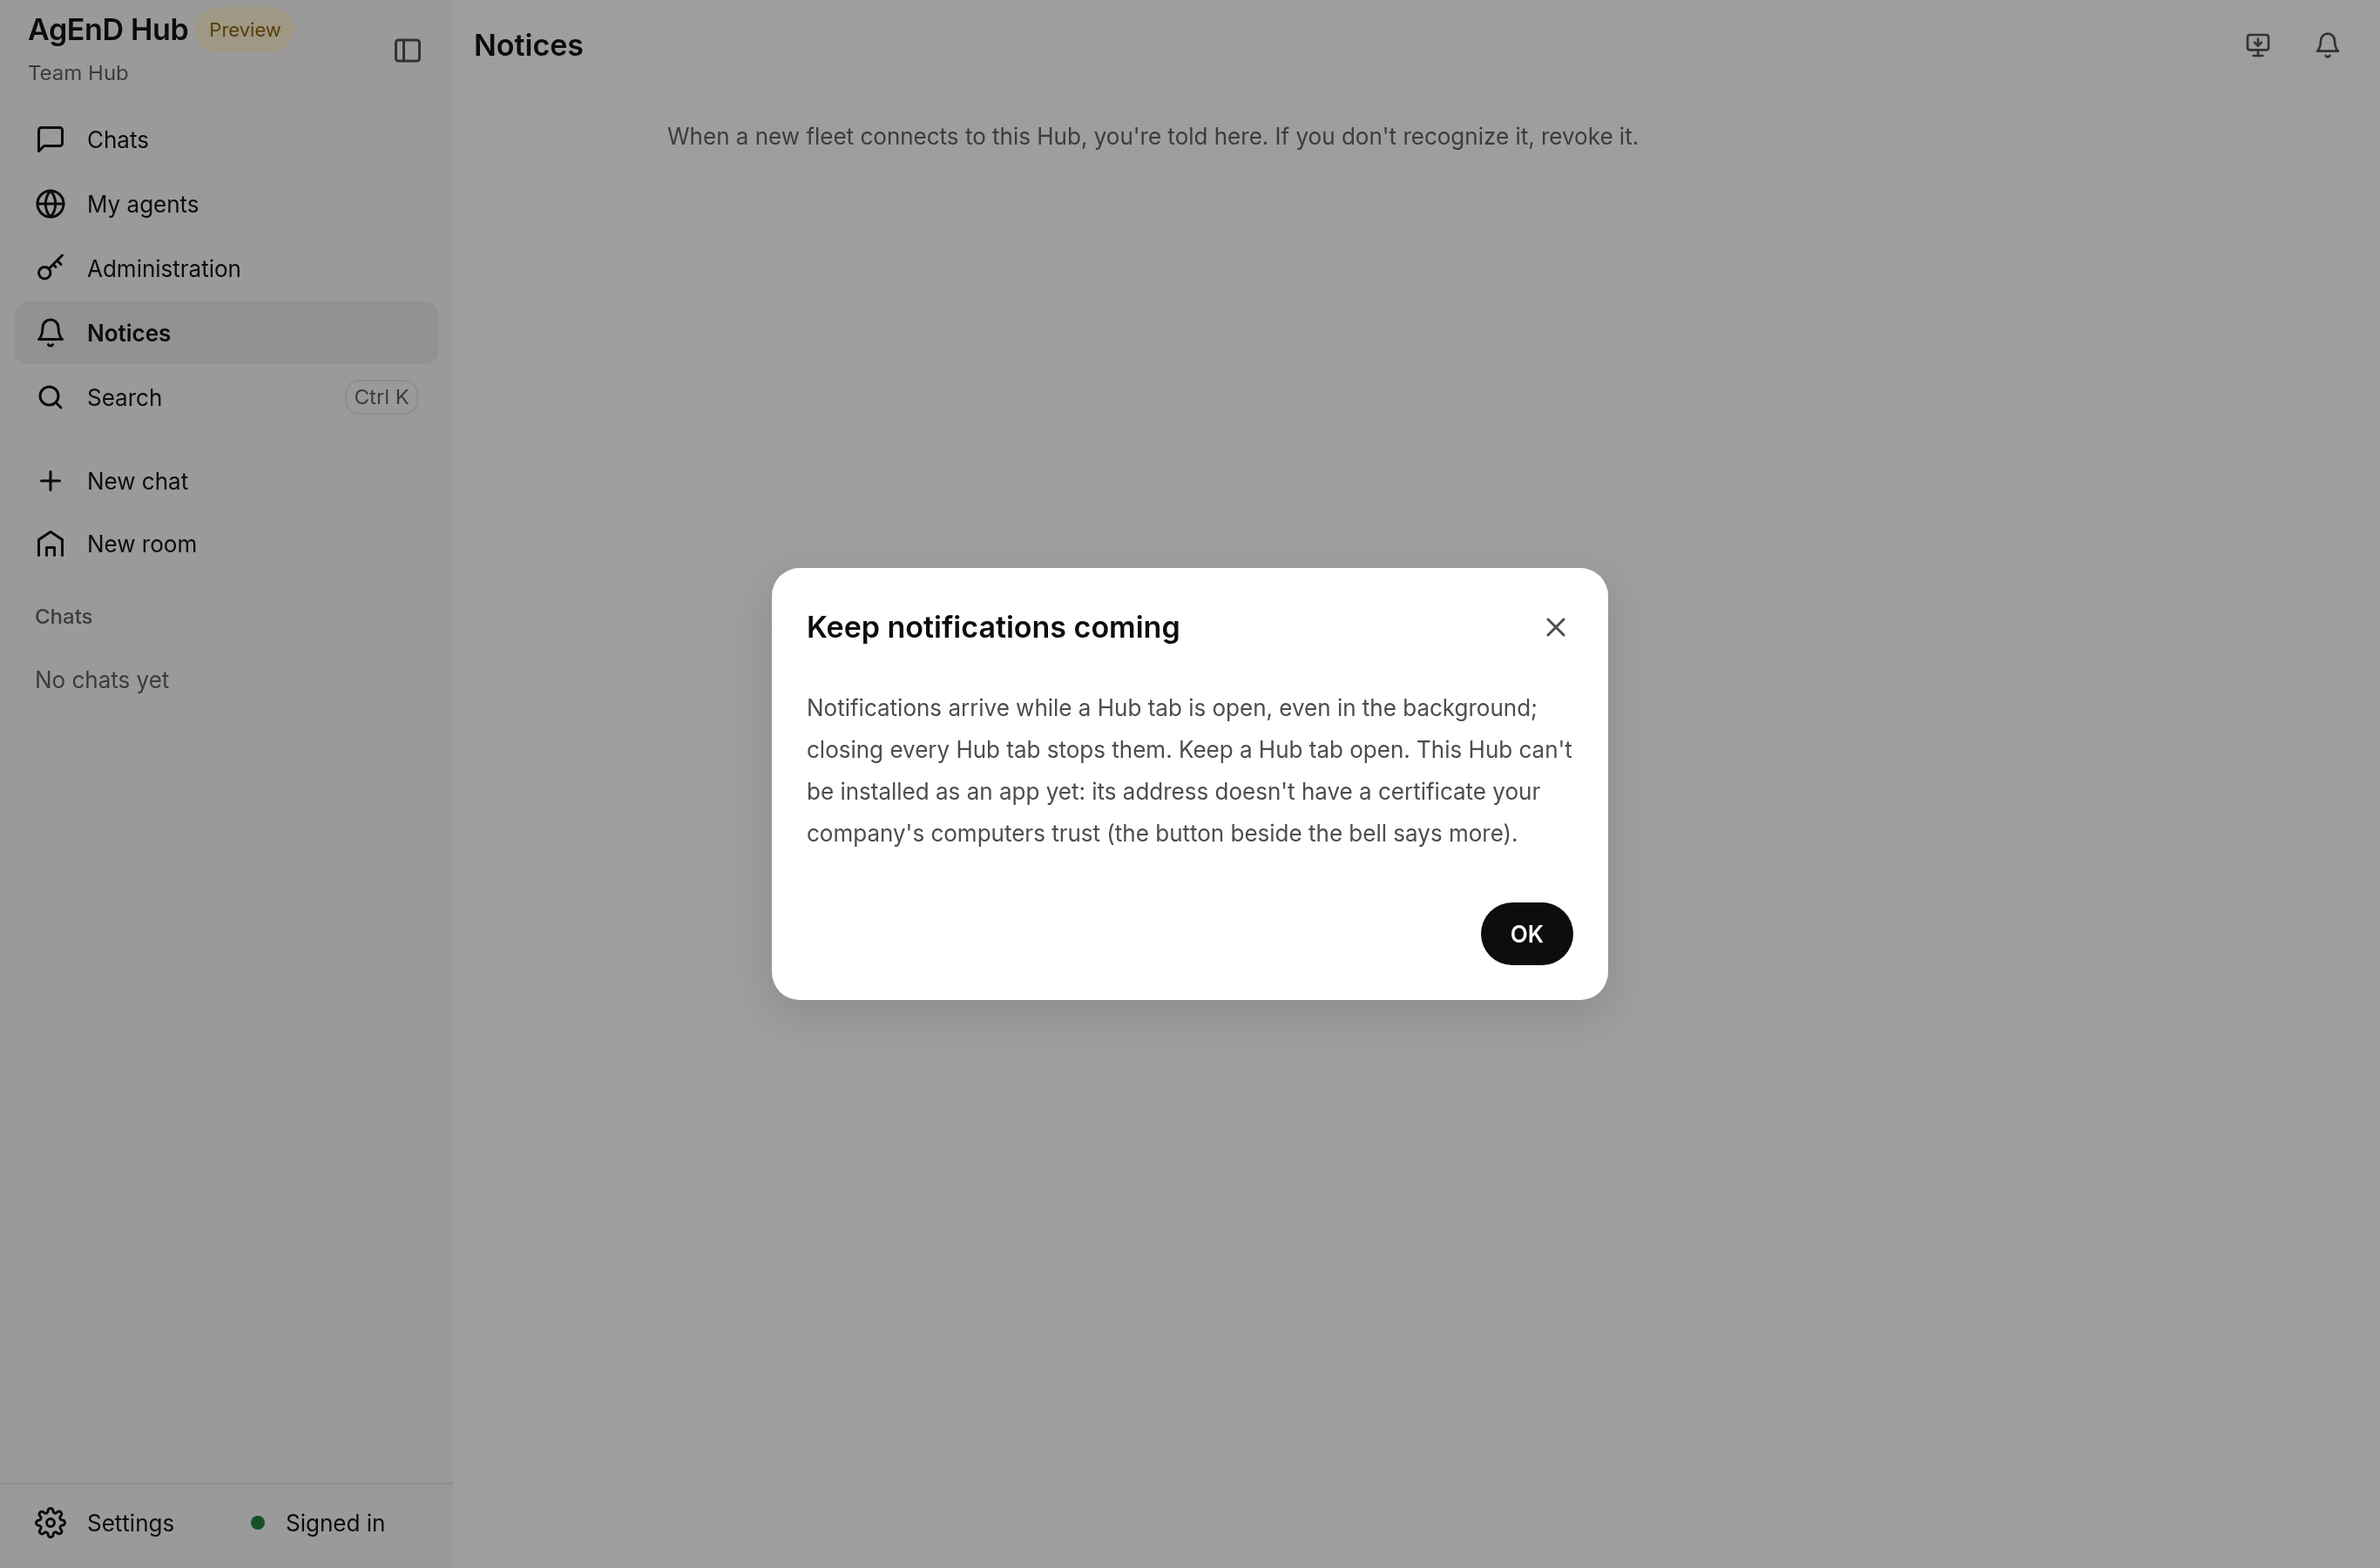 AgEnD Hub Preview
Team Hub
Chats
My agents
Administration
Notices
Search Ctrl K
New chat
New room
Chats
No chats yet
Settings
Signed in
Notices
When a new fleet connects to this Hub, you're told here. If you don't recognize it, revoke it.
Keep notifications coming
Notifications arrive while a Hub tab is open, even in the background;
closing every Hub tab stops them. Keep a Hub tab open. This Hub can't
be installed as an app yet: its address doesn't have a certificate your
company's computers trust (the button beside the bell says more).
OK